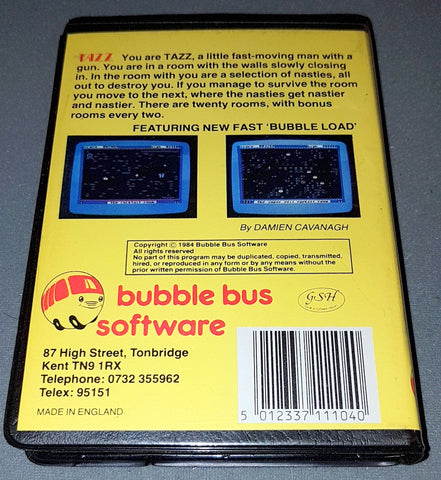 TAZZ You are TAZZ, a little fast-moving man with a
gun. You are in a room with the walls slowly closing
in. In the room with you are a selection of nasties, all
out to destroy you. If you manage to survive the room
you move to the next, where the nasties get nastier
and nastier. There are twenty rooms, with bonus
rooms every two.
FEATURING NEW FAST 'BUBBLE LOAD'
By DAMIEN CAVANAGH
Copyright © 1984 Bubble Bus Software
All rights reserved
No part of this program may be duplicated, copied, transmitted,
hired, or reproduced in any form or by any means without the
prior written permission of Bubble Bus Software.
bubble bus
software
GSH
87 High Street, Tonbridge
Kent TN9 1RX
Telephone: 0732 355962
Telex: 95151
MADE IN ENGLAND
5 012337 111040